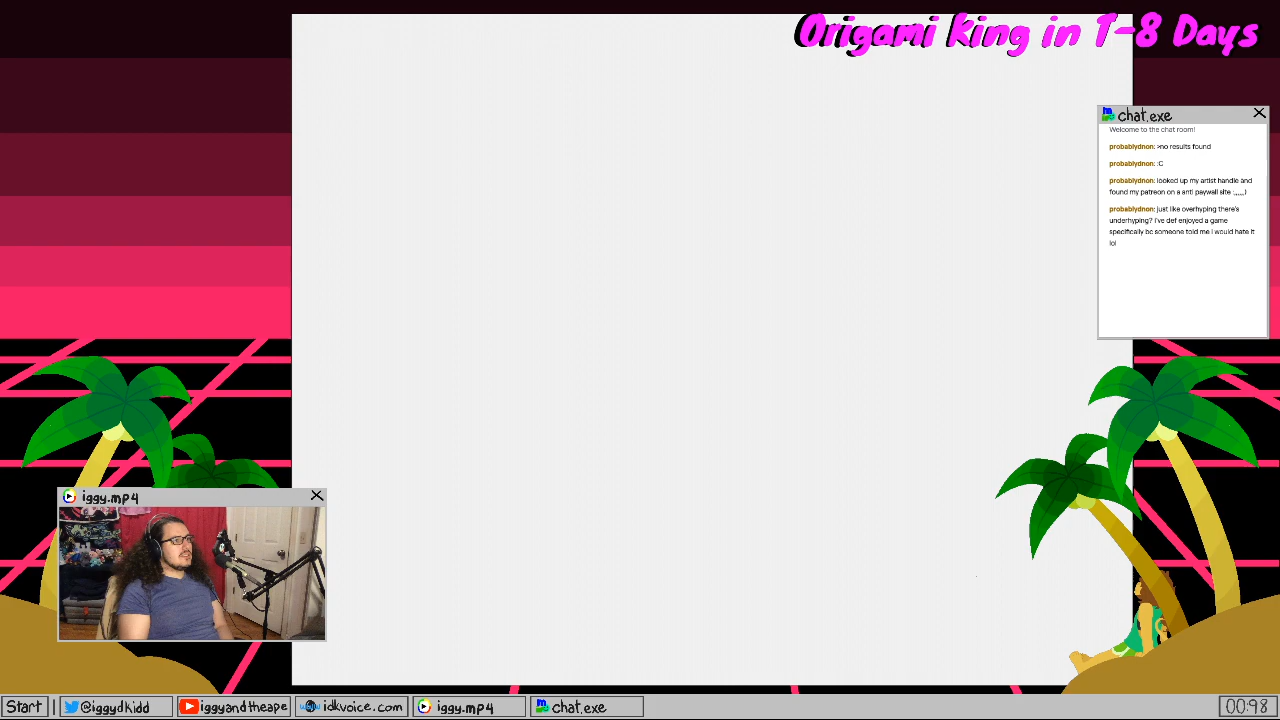 Origami King in 1-8 Days
chat.exe
Welcome to the chat room!
probablydnon: >no results found
probablydnon: :C
probablydnon: looked up my artist handle and
found my patreon on a anti paywall site :,,,,,,)
probablydnon: just like overhyping there's
underhyping? i've def enjoyed a game
specifically bc someone told me i would hate it
lol
iggy.mp4
Start | @iggydkidd iggyandtheape www idkvoice.com iggy.mp4 chat.exe 00:98